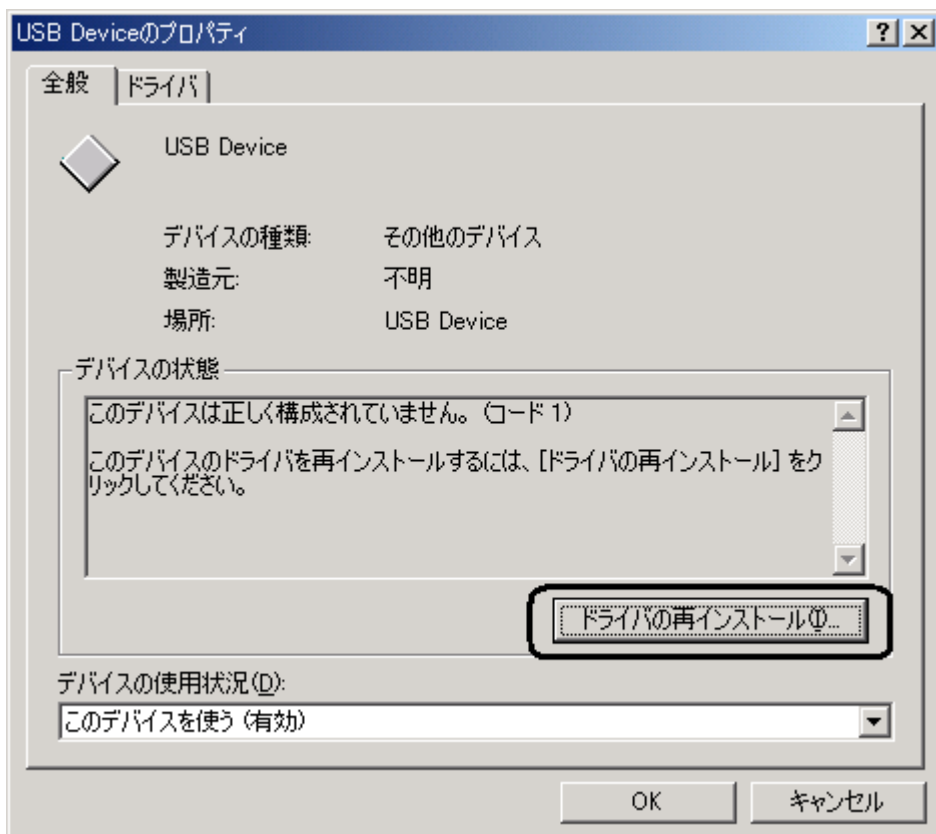 USB Deviceのプロパティ
全般
ドライバ
USB Device
デバイスの種類: その他のデバイス
製造元: 不明
場所: USB Device
デバイスの状態
このデバイスは正しく構成されていません。(コード 1)
このデバイスのドライバを再インストールするには、[ドライバの再インストール] をク
リックしてください。
ドライバの再インストール(I)...
デバイスの使用状況(D):
このデバイスを使う (有効)
OK
キャンセル